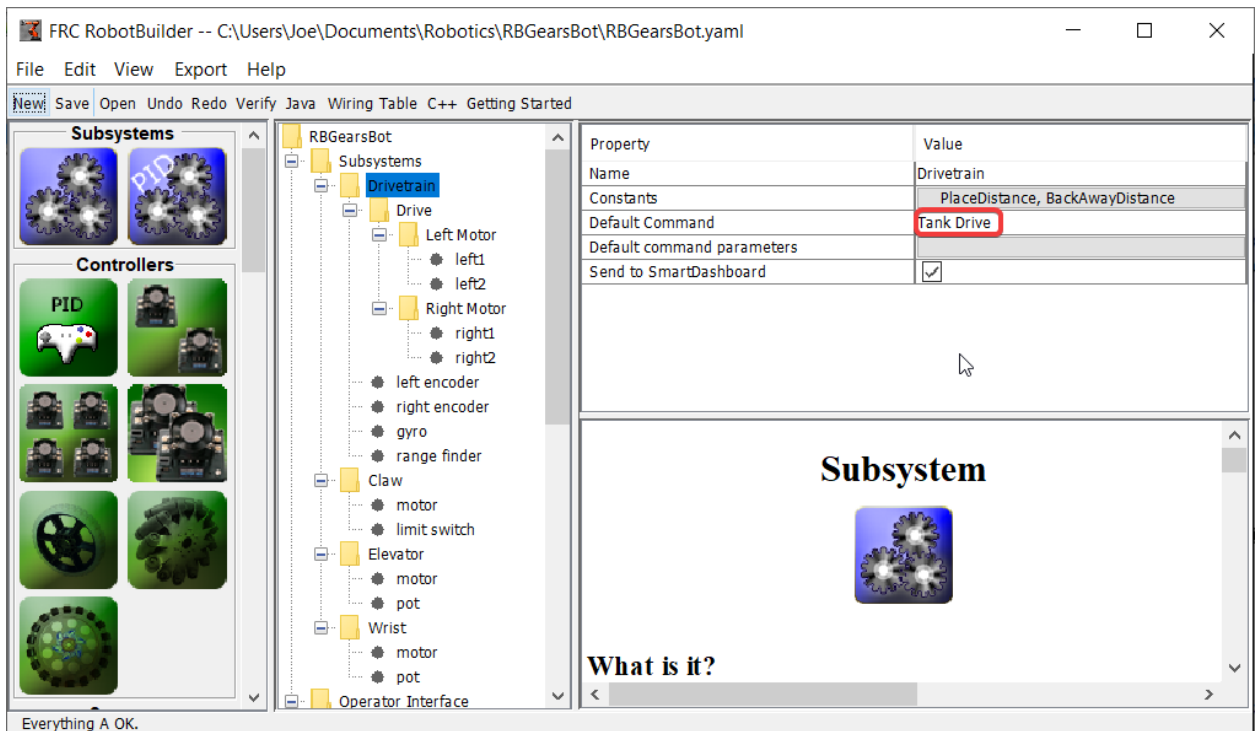 FRC RobotBuilder -- C:\Users\Joe\Documents\Robotics\RBGearsBot\RBGearsBot.yaml
File Edit View Export Help
New Save Open Undo Redo Verify Java Wiring Table C++ Getting Started
Subsystems
PID
Controllers
PID
RBGearsBot
Subsystems
Drivetrain
Drive
Left Motor
left1
left2
Right Motor
right1
right2
left encoder
right encoder
gyro
range finder
Claw
motor
limit switch
Elevator
motor
pot
Wrist
motor
pot
Operator Interface
Property Value
Name Drivetrain
Constants PlaceDistance, BackAwayDistance
Default Command Tank Drive
Default command parameters
Send to SmartDashboard
Subsystem
What is it?
Everything A OK.